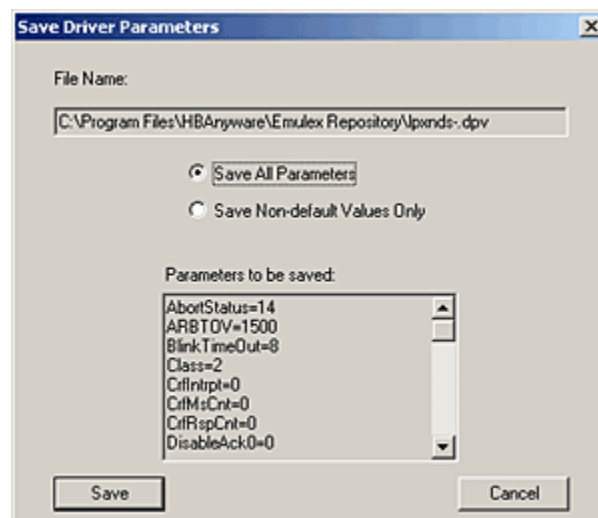 Save Driver Parameters
File Name:
C:\Program Files\HBAnyware\Emulex Repository\lpxnds-.dpv
Save All Parameters
Save Non-default Values Only
Parameters to be saved:
AbortStatus=14
ARBTOV=1500
BlinkTimeOut=8
Class=2
CrfIntrpt=0
CrfMsCnt=0
CrfRspCnt=0
DisableAck0=0
Save Cancel